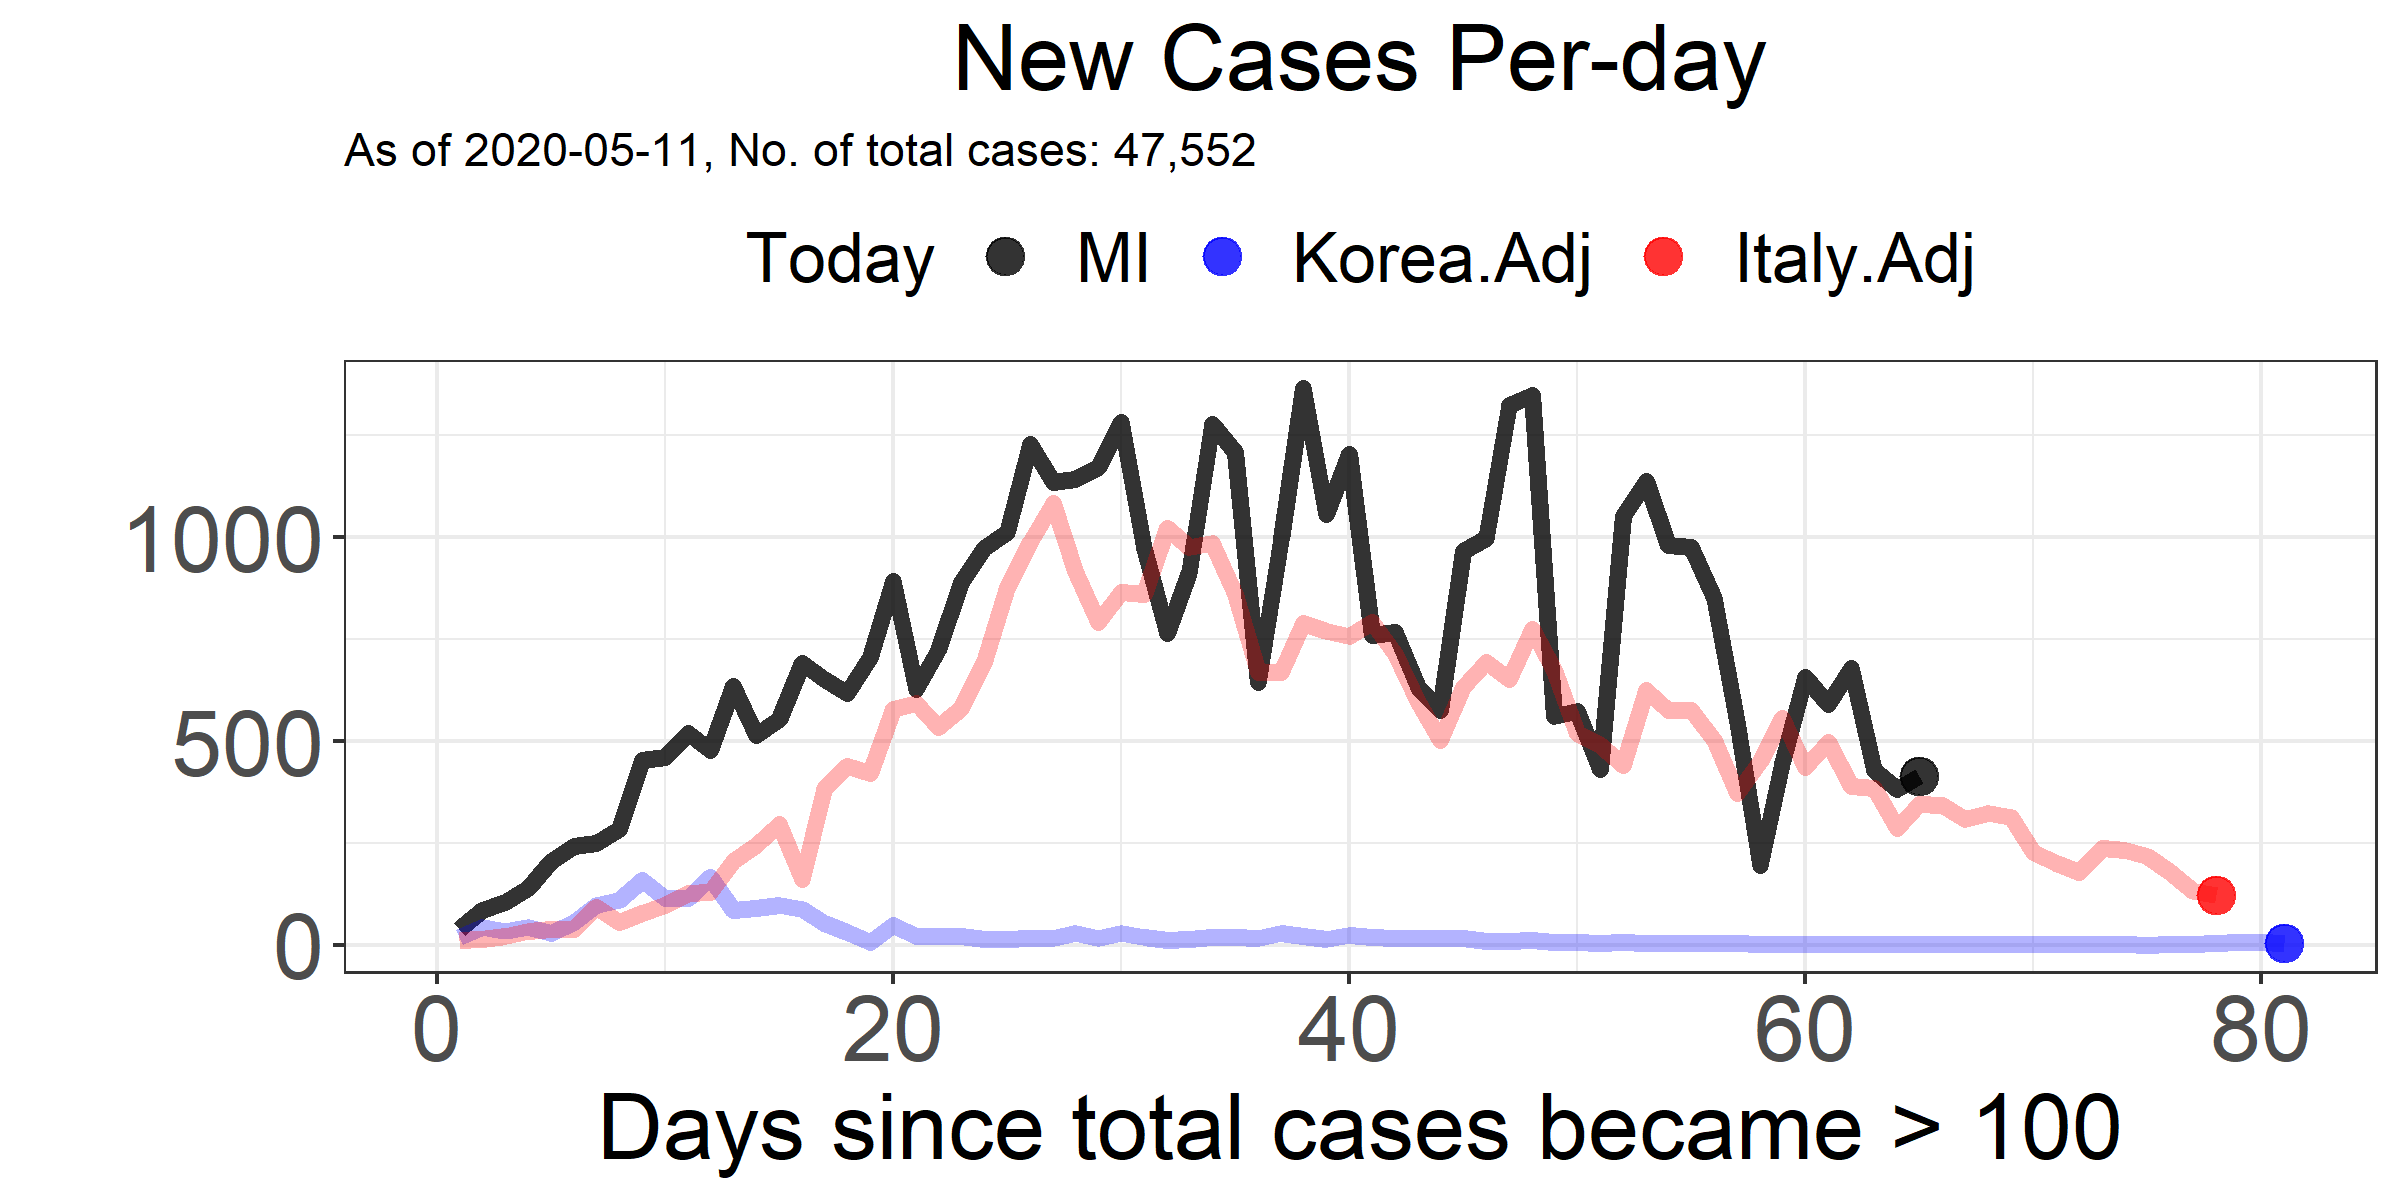 New Cases Per-day
As of 2020-05-11, No. of total cases: 47,552
Today MI Korea.Adj Italy.Adj
1000
500
0
0 20 40 60 80
Days since total cases became > 100